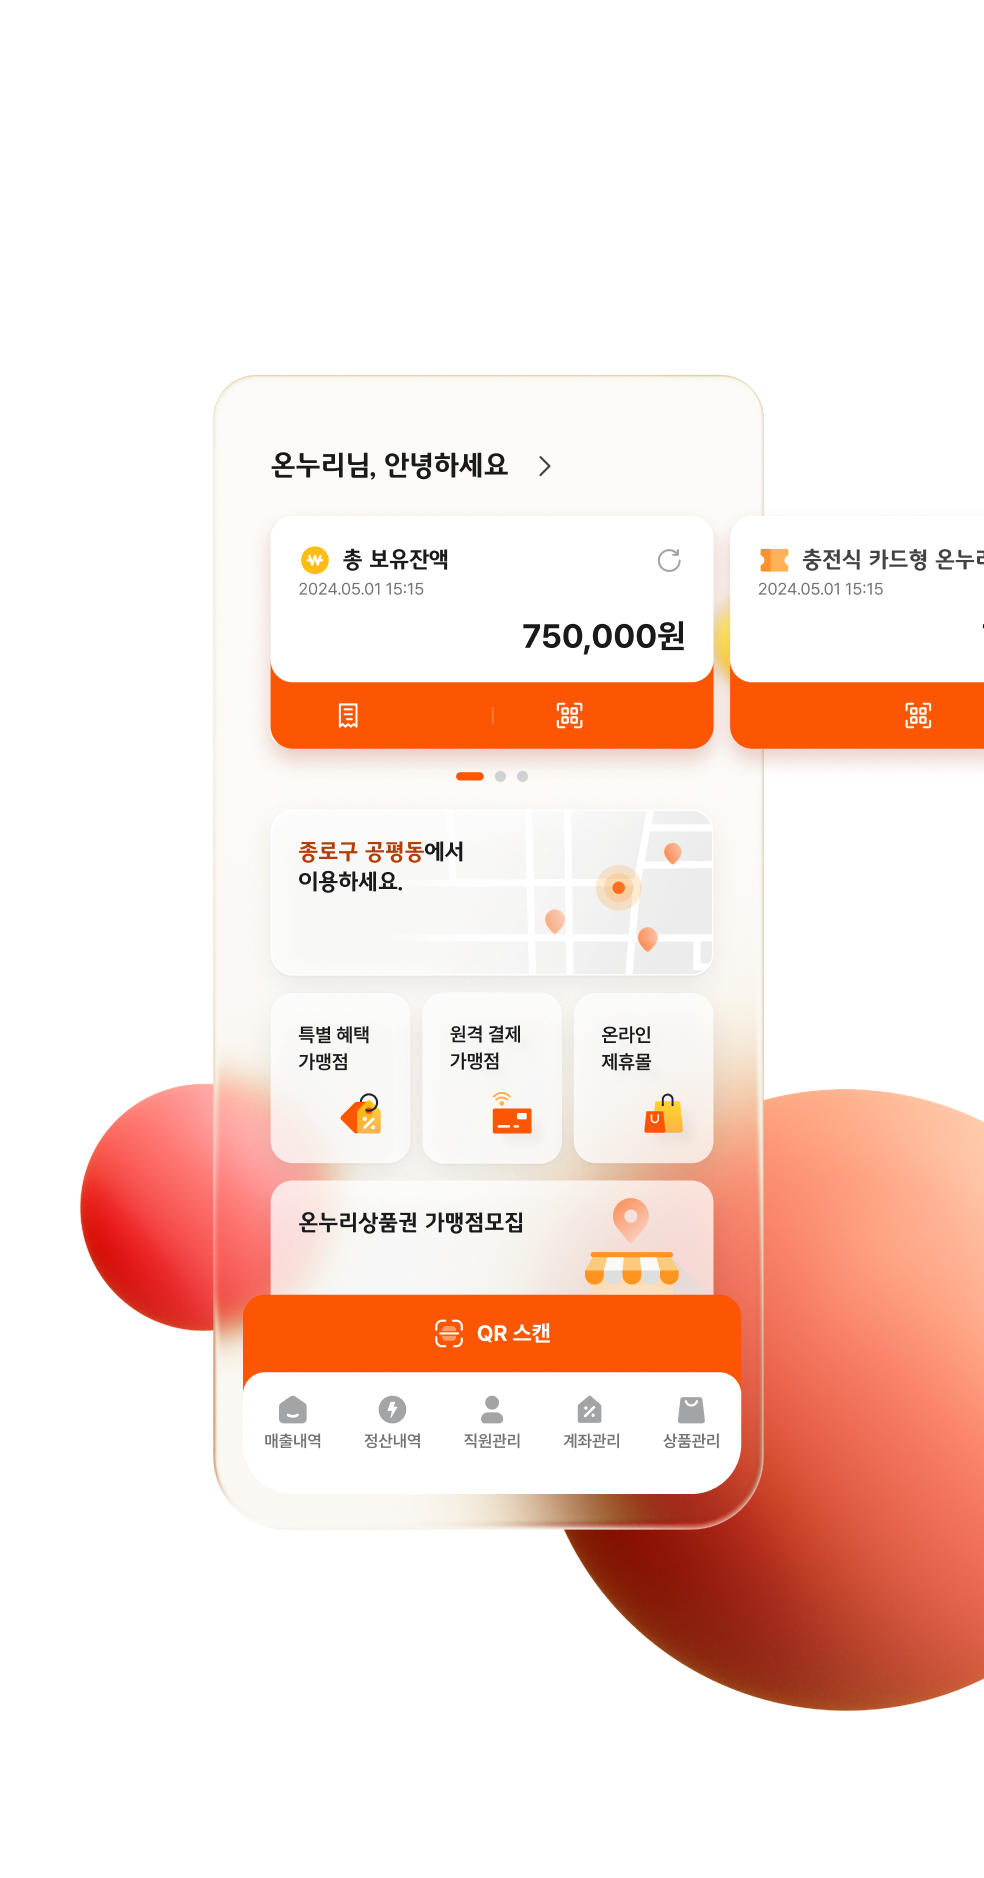 온누리님, 안녕하세요
총 보유잔액
2024.05.01 15:15
750,000원
충전식 카드형 온누리
2024.05.01 15:15
종로구 공평동에서
이용하세요.
특별 혜택
가맹점
원격 결제
가맹점
온라인
제휴몰
온누리상품권 가맹점모집
QR 스캔
매출내역
정산내역
직원관리
계좌관리
상품관리